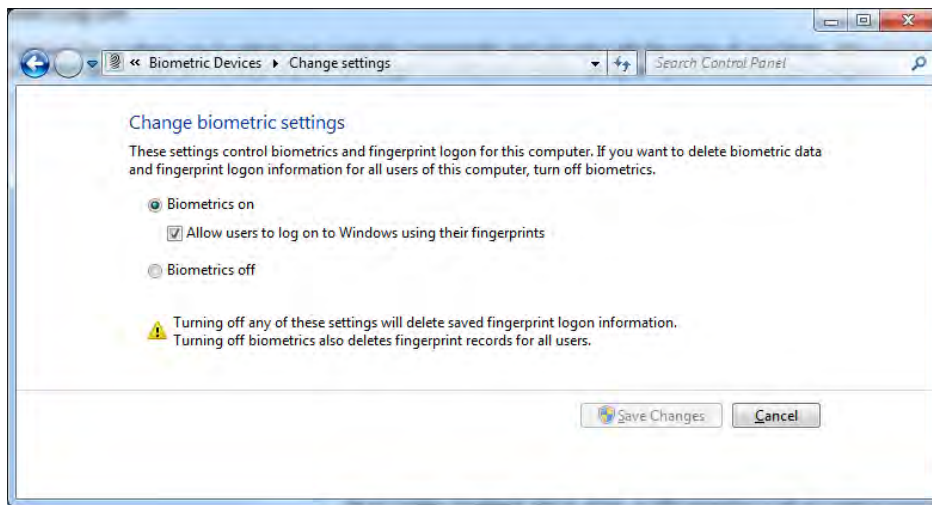 « Biometric Devices ▸ Change settings
Search Control Panel
Change biometric settings
These settings control biometrics and fingerprint logon for this computer. If you want to delete biometric data
and fingerprint logon information for all users of this computer, turn off biometrics.
Biometrics on
Allow users to log on to Windows using their fingerprints
Biometrics off
Turning off any of these settings will delete saved fingerprint logon information.
Turning off biometrics also deletes fingerprint records for all users.
Save Changes
Cancel